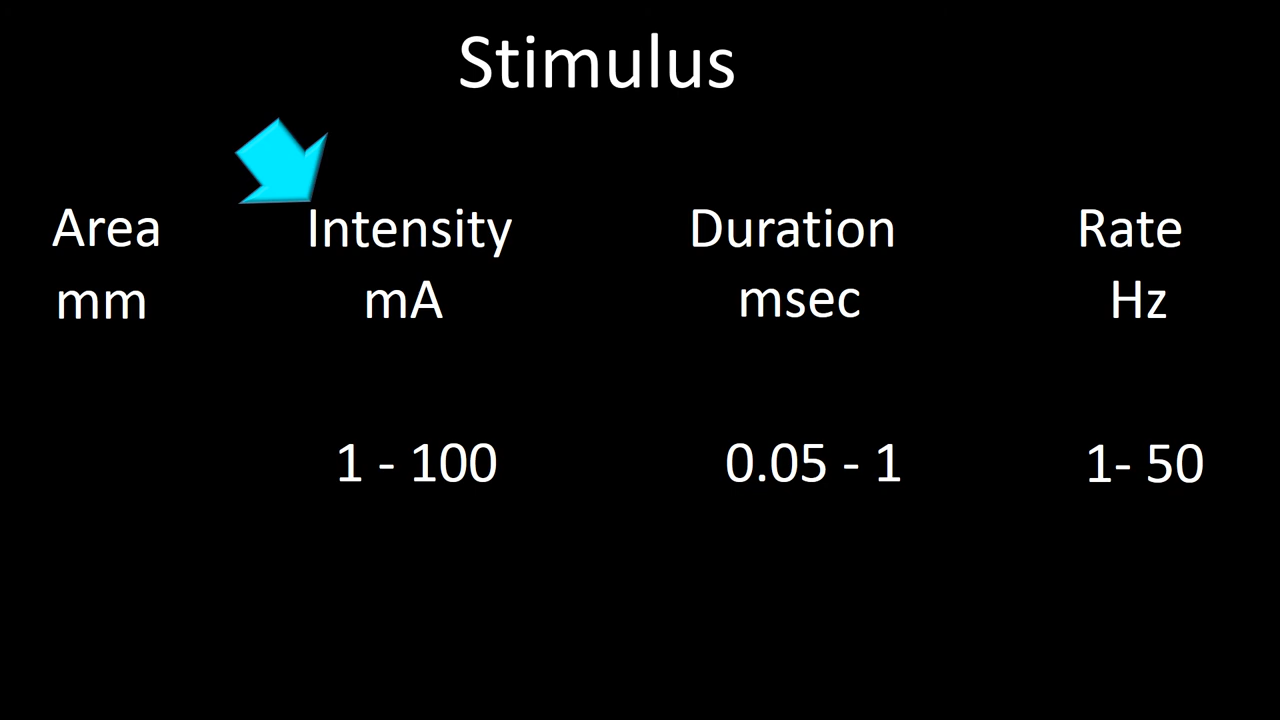 Stimulus
Area Intensity Duration Rate
mm mA msec Hz
1 - 100 0.05 - 1 1- 50